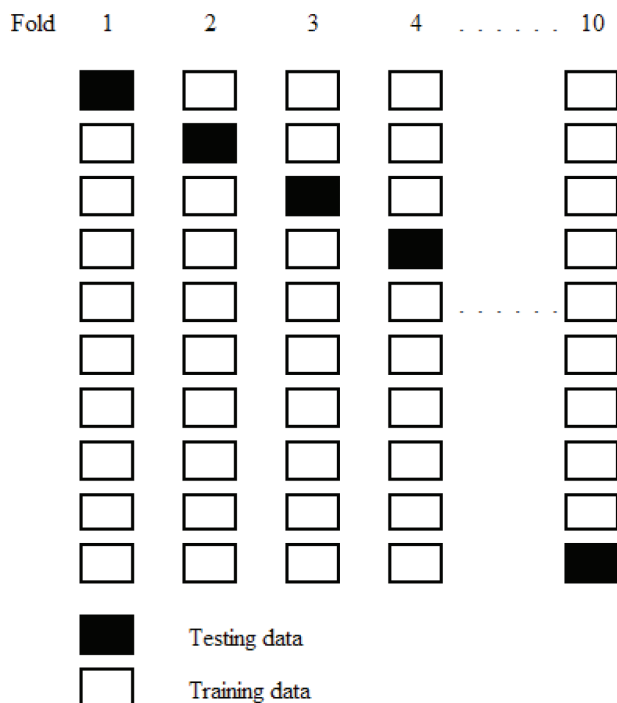 Fold 1 2 3 4 . . . . . . 10
. . . . . .
Testing data
Training data